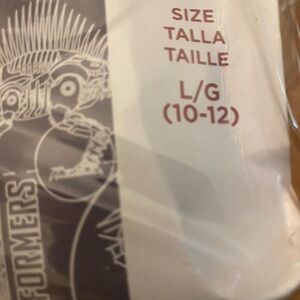 SIZE
TALLA
TAILLE
L/G
(10-12)
FORMERS